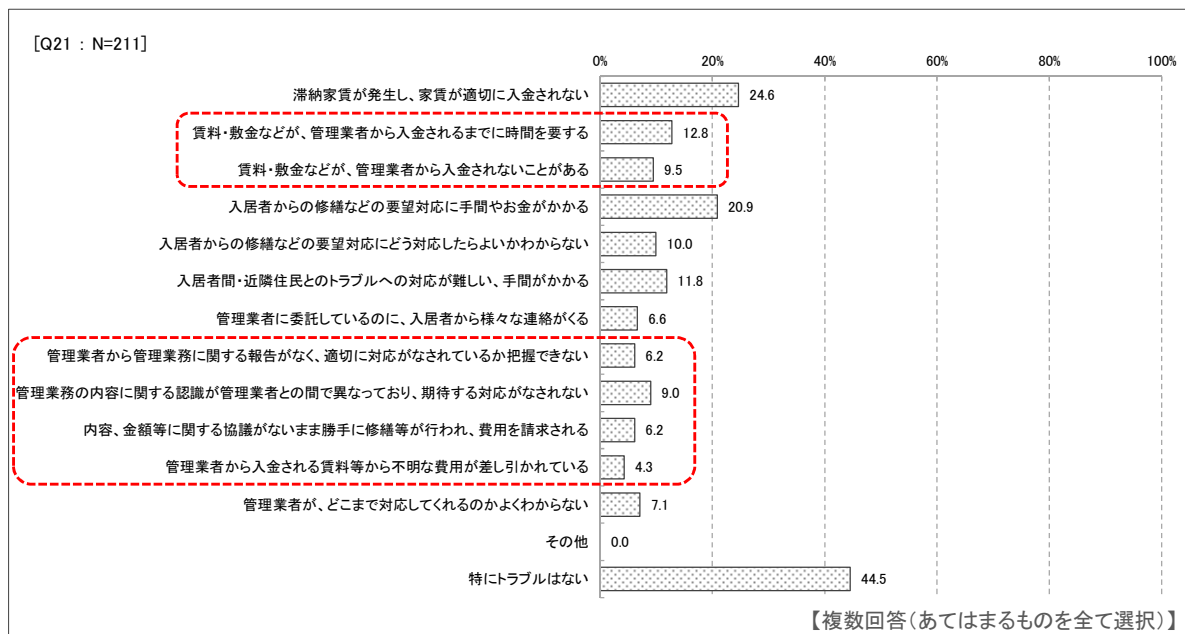 [Q21 : N=211]
0% 20% 40% 60% 80% 100%
滞納家賃が発生し、家賃が適切に入金されない 24.6
賃料・敷金などが、管理業者から入金されるまでに時間を要する 12.8
賃料・敷金などが、管理業者から入金されないことがある 9.5
入居者からの修繕などの要望対応に手間やお金がかかる 20.9
入居者からの修繕などの要望対応にどう対応したらよいかわからない 10.0
入居者間・近隣住民とのトラブルへの対応が難しい、手間がかかる 11.8
管理業者に委託しているのに、入居者から様々な連絡がくる 6.6
管理業者から管理業務に関する報告がなく、適切に対応がなされているか把握できない 6.2
管理業務の内容に関する認識が管理業者との間で異なっており、期待する対応がなされない 9.0
内容、金額等に関する協議がないまま勝手に修繕等が行われ、費用を請求される 6.2
管理業者から入金される賃料等から不明な費用が差し引かれている 4.3
管理業者が、どこまで対応してくれるのかよくわからない 7.1
その他 0.0
特にトラブルはない 44.5
【複数回答(あてはまるものを全て選択)】